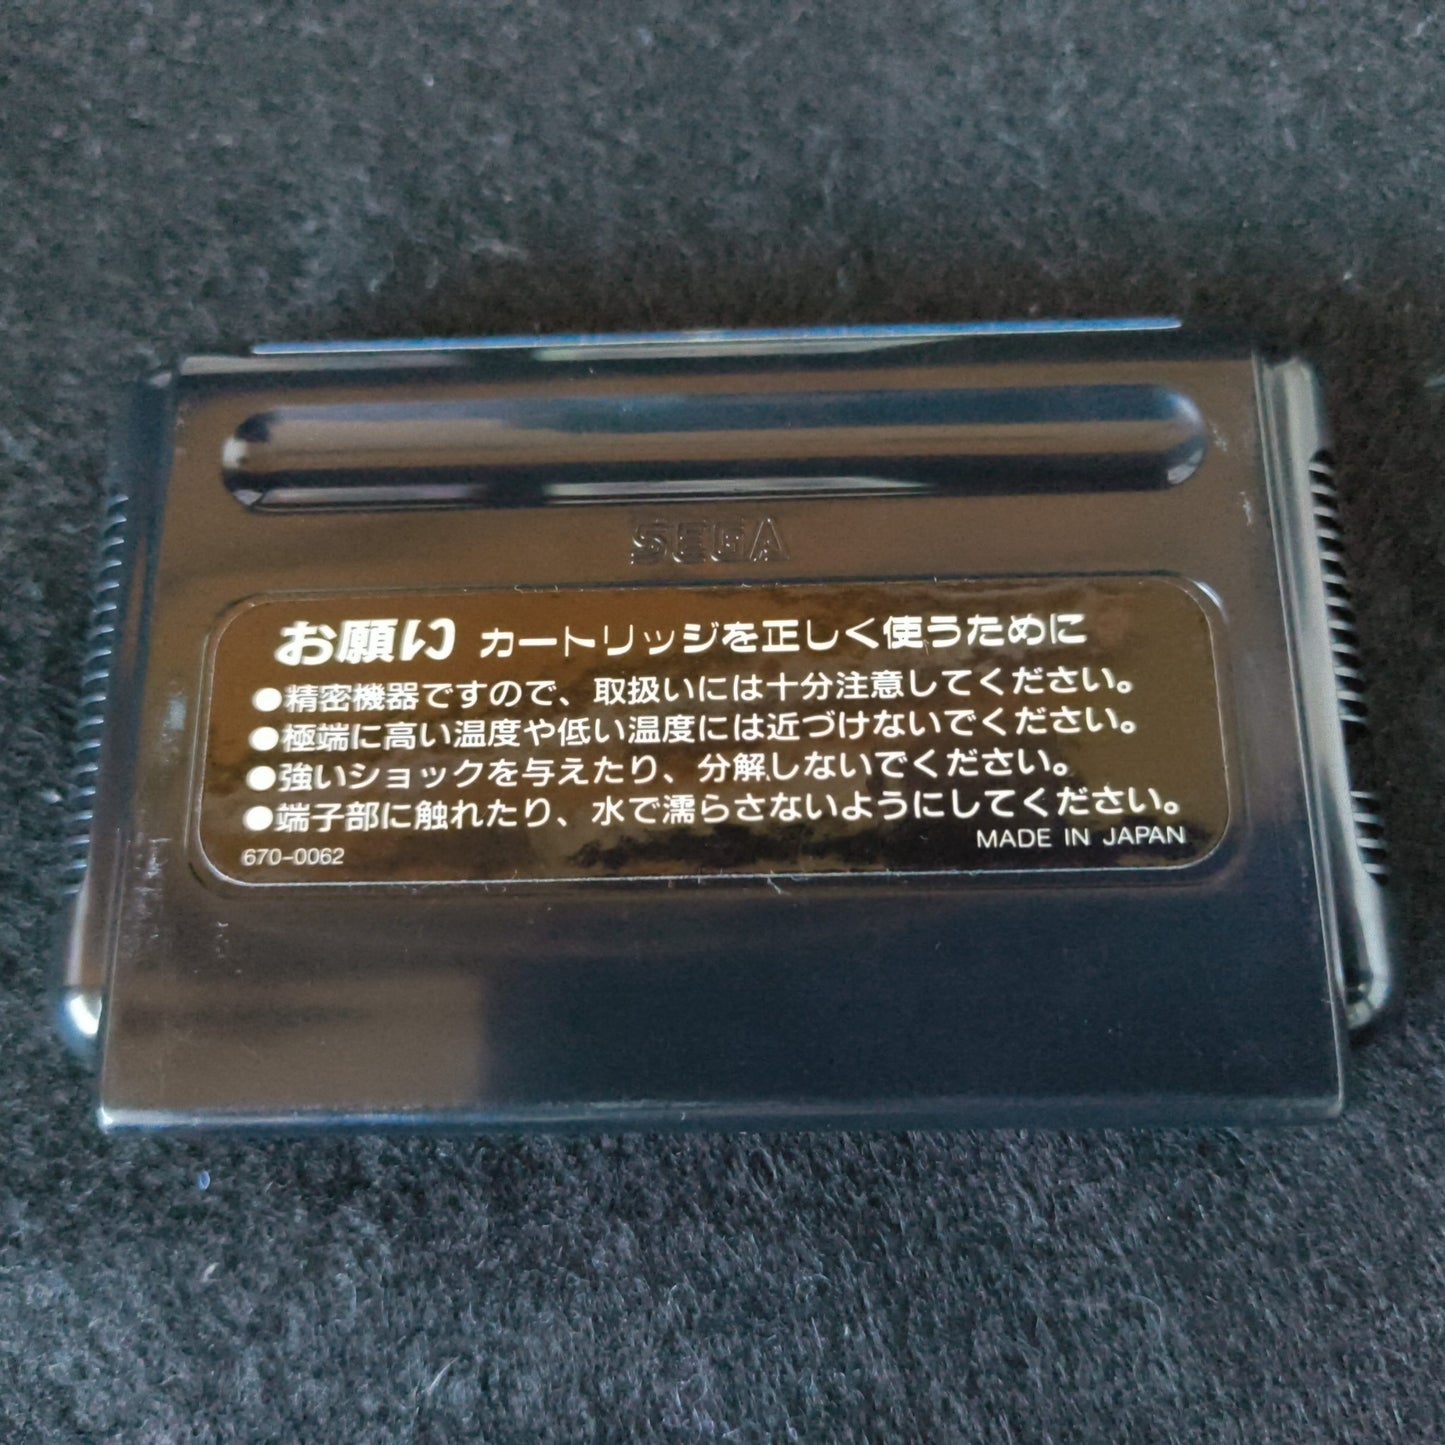 SEGA
お願い カートリッジを正しく使うために
●精密機器ですので、取扱いには十分注意してください。
●極端に高い温度や低い温度には近づけないでください。
●強いショックを与えたり、分解しないでください。
●端子部に触れたり、水で濡らさないようにしてください。
670-0062 MADE IN JAPAN